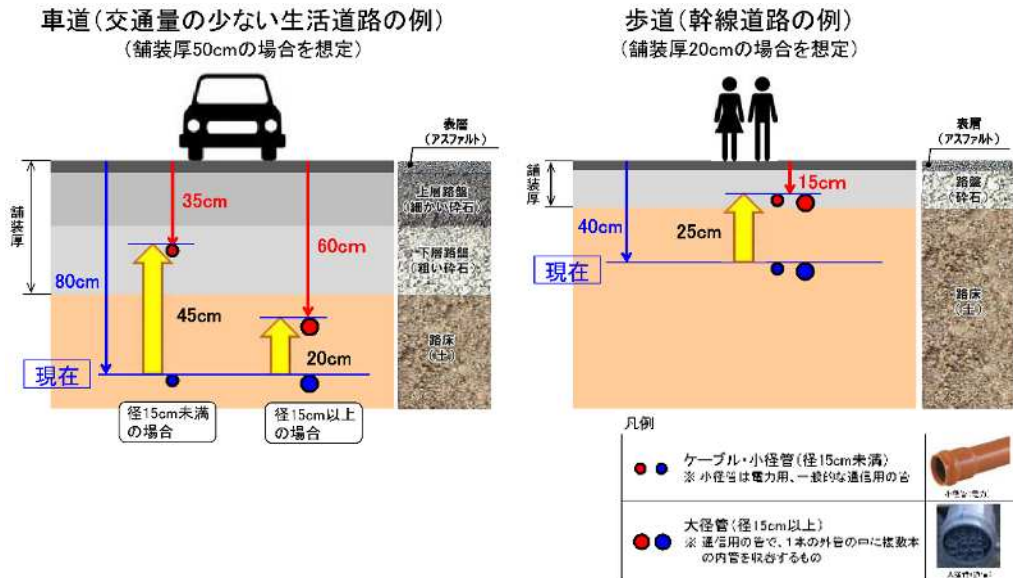 車道(交通量の少ない生活道路の例)
(舗装厚50cmの場合を想定)
表層
(アスファルト)
舗装厚
35cm
60cm
80cm
45cm
20cm
現在
上層路盤
(細かい砕石)
下層路盤
(粗い砕石)
路床
(土)
径15cm未満
の場合
径15cm以上
の場合
歩道(幹線道路の例)
(舗装厚20cmの場合を想定)
表層
(アスファルト)
舗装厚
15cm
40cm
25cm
現在
路盤
(砕石)
路床
(土)
凡例
ケーブル・小径管(径15cm未満)
※ 小径管は電力用、一般的な通信用の管
小径管(電力)
大径管(径15cm以上)
※ 通信用の管で、1本の外管の中に複数本
の内管を収容するもの